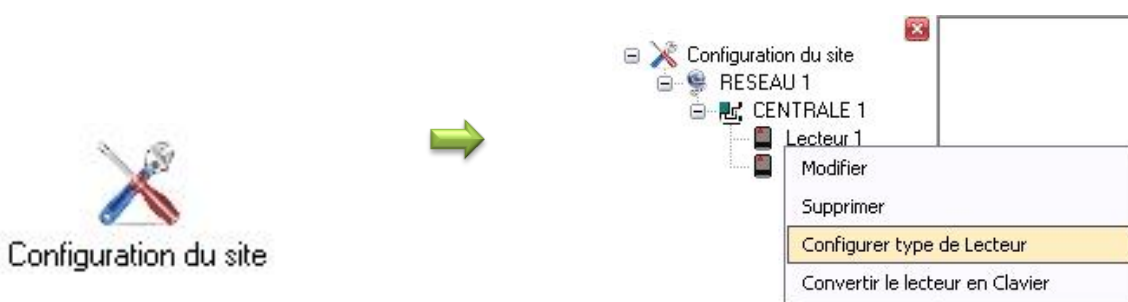 Configuration du site
Configuration du site
RESEAU 1
CENTRALE 1
Lecteur 1
Modifier
Supprimer
Configurer type de Lecteur
Convertir le lecteur en Clavier